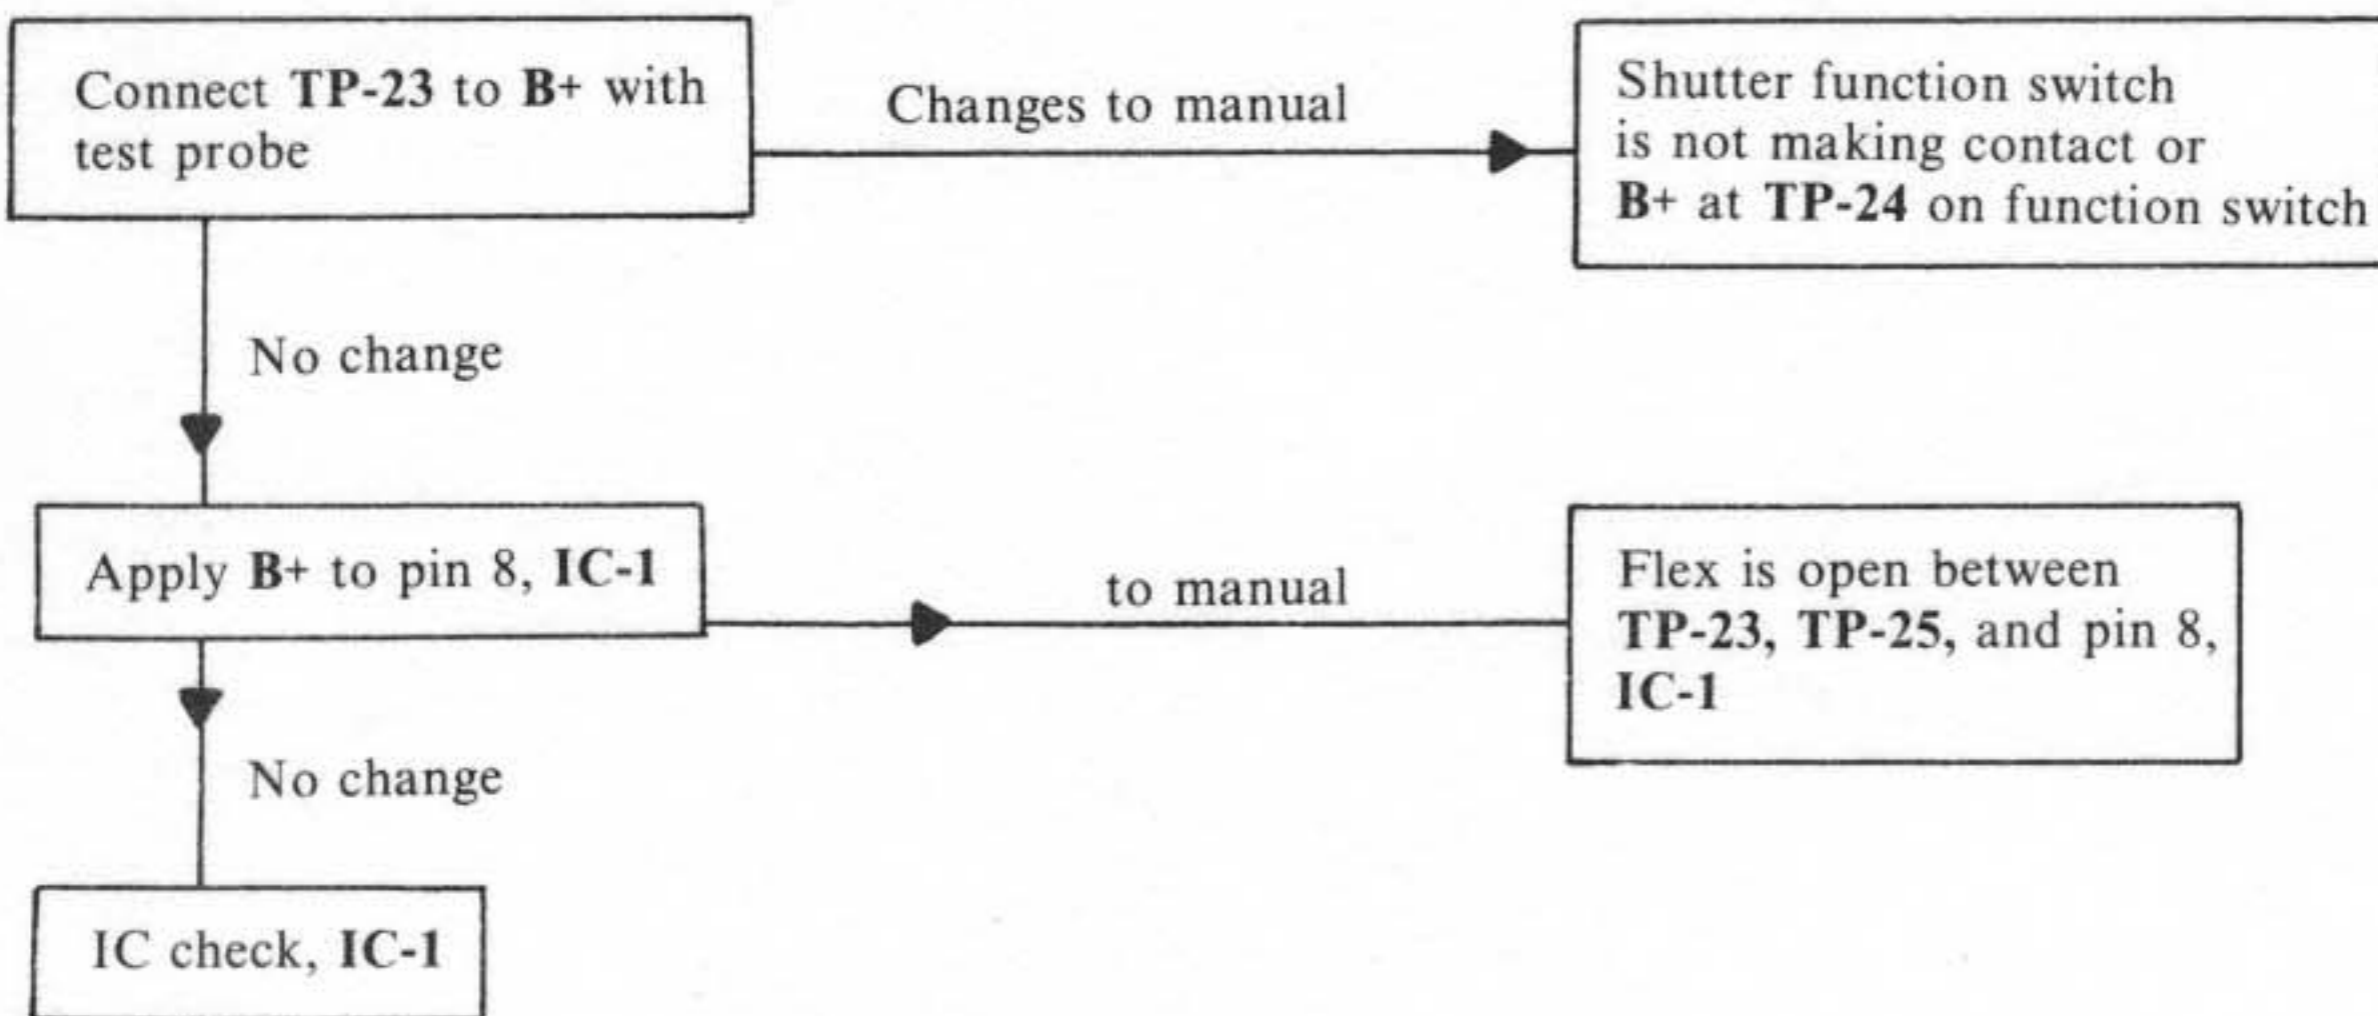 Connect TP-23 to B+ with
test probe
Changes to manual
Shutter function switch
is not making contact or
B+ at TP-24 on function switch
No change
Apply B+ to pin 8, IC-1
to manual
Flex is open between
TP-23, TP-25, and pin 8,
IC-1
No change
IC check, IC-1